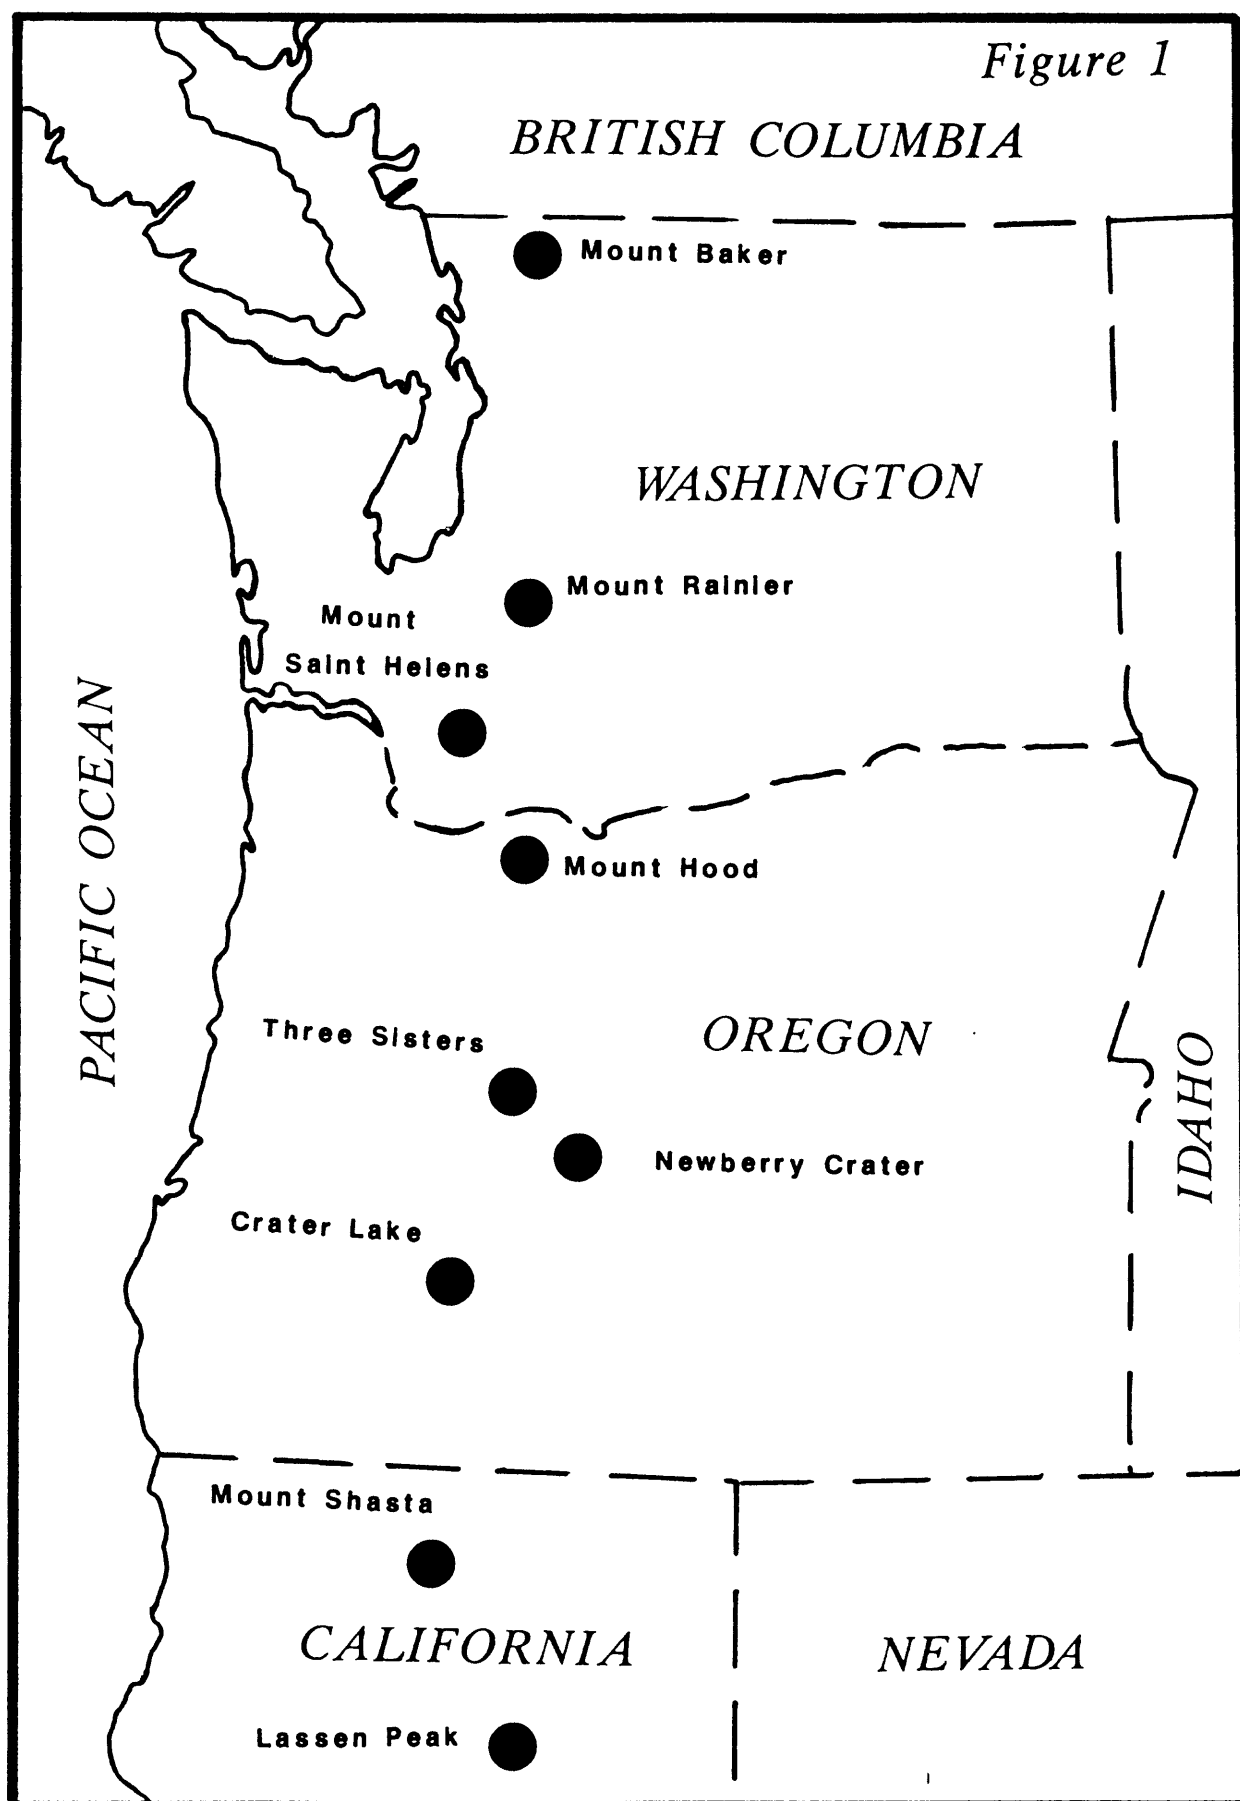 Figure 1
BRITISH COLUMBIA
Mount Baker
WASHINGTON
Mount Rainier
Mount
Saint Helens
PACIFIC OCEAN
Mount Hood
Three Sisters
OREGON
IDAHO
Newberry Crater
Crater Lake
Mount Shasta
CALIFORNIA
NEVADA
Lassen Peak